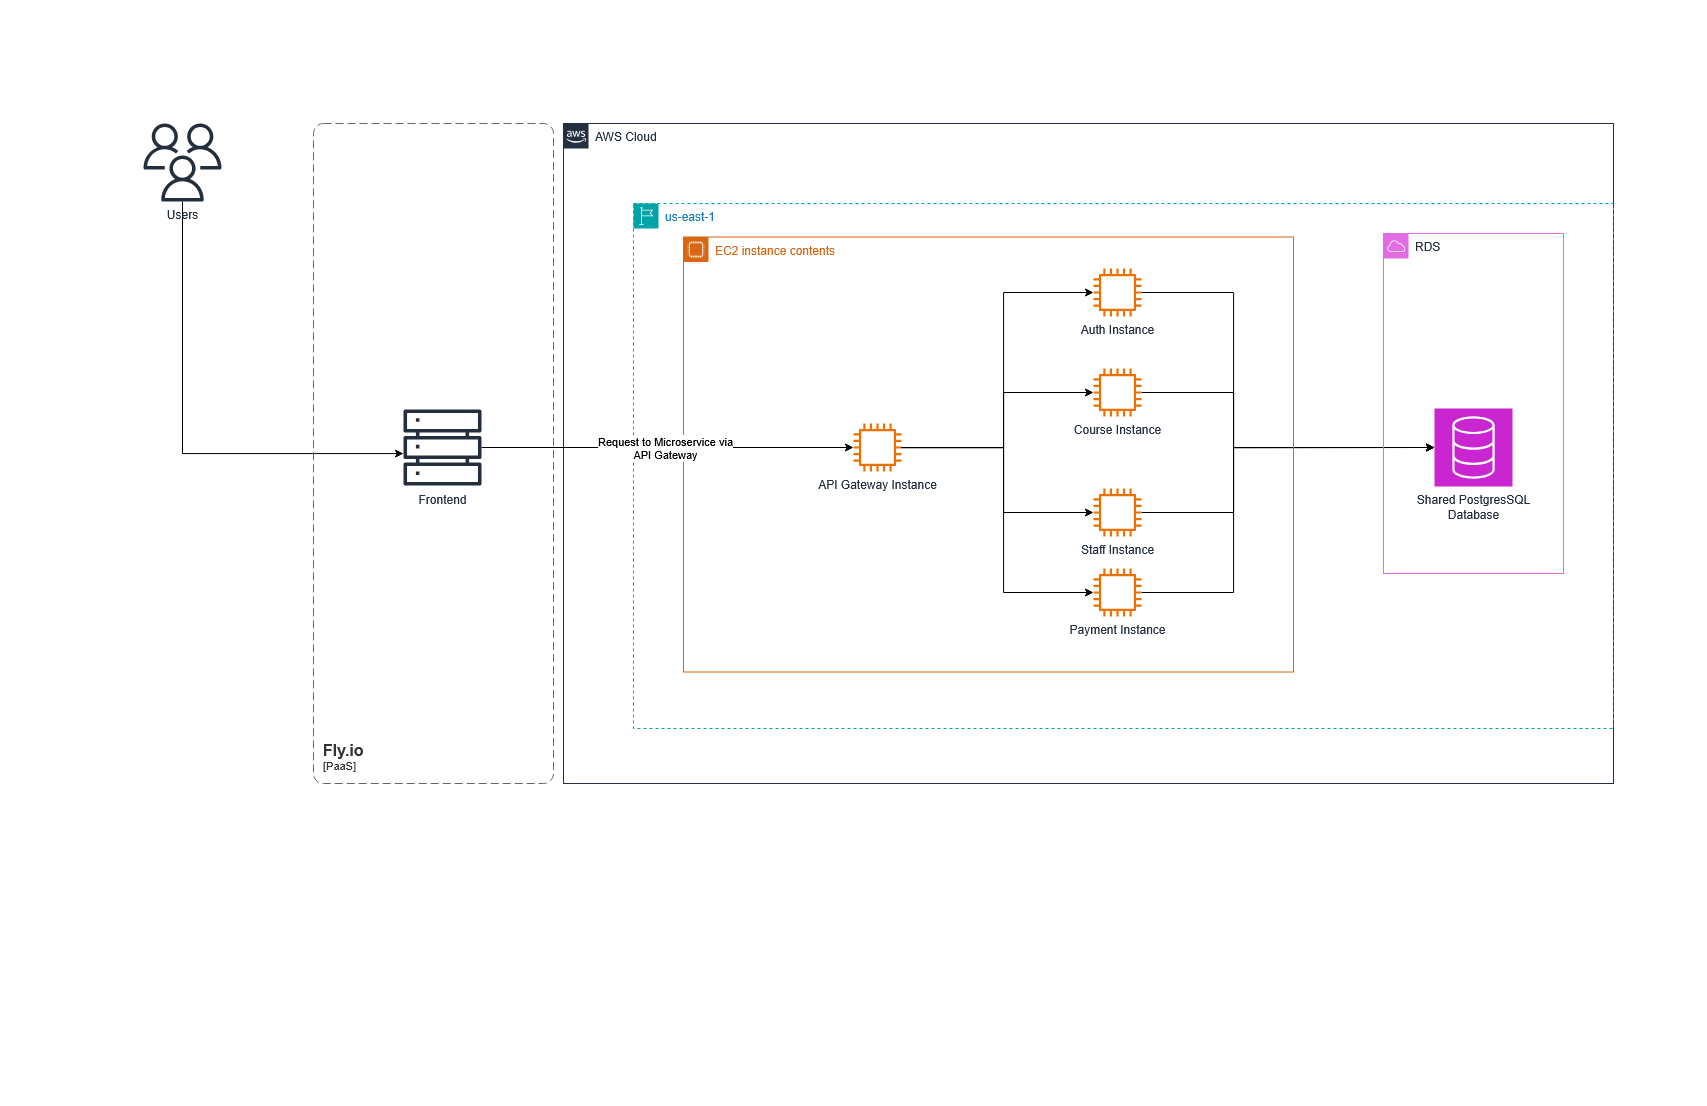 aws
AWS Cloud
Users
us-east-1
EC2 instance contents
RDS
Auth Instance
Course Instance
Request to Microservice via
API Gateway
API Gateway Instance
Frontend
Shared PostgresSQL
Database
Staff Instance
Payment Instance
Fly.io
[PaaS]